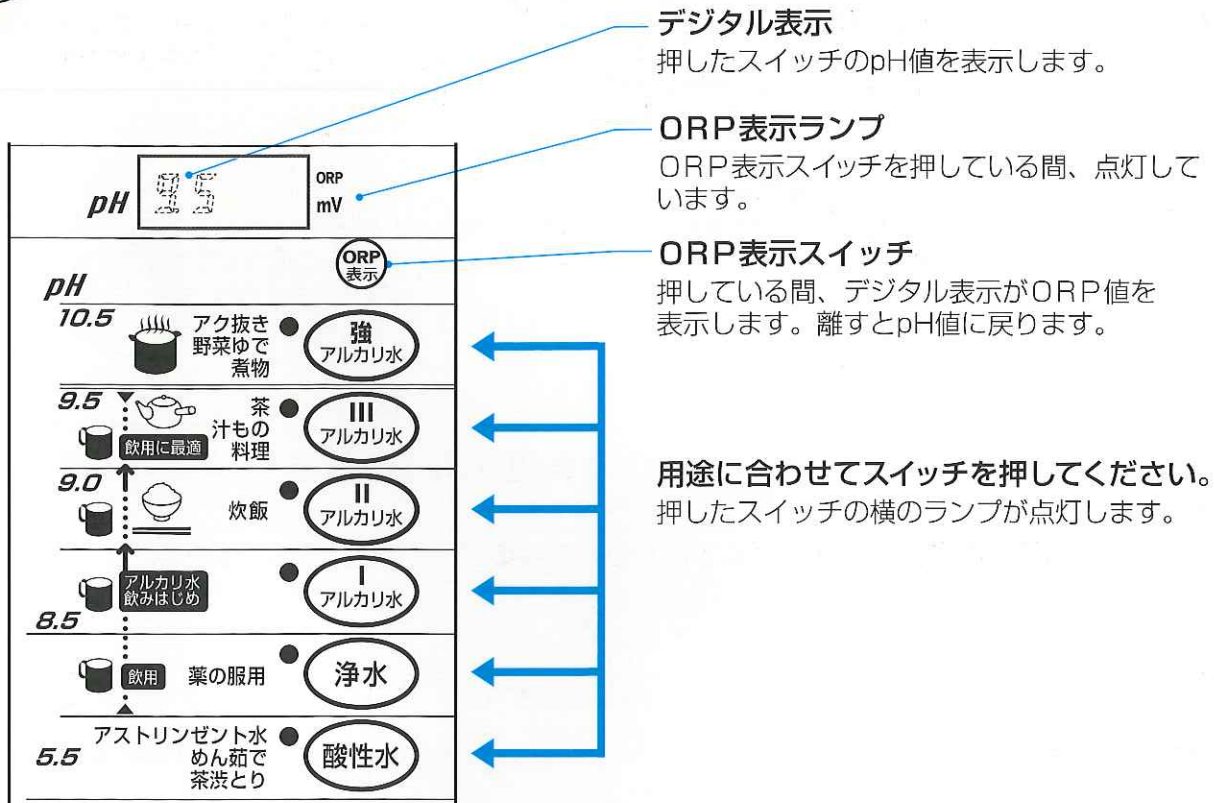 デジタル表示
押したスイッチのpH値を表示します。
ORP表示ランプ
ORP表示スイッチを押している間、点灯して
います。
ORP表示スイッチ
押している間、デジタル表示がORP値を
表示します。離すとpH値に戻ります。
用途に合わせてスイッチを押してください。
押したスイッチの横のランプが点灯します。
pH
95
ORP
mV
ORP
表示
pH
10.5
アク抜き
野菜ゆで
煮物
強
アルカリ水
9.5
飲用に最適
茶
汁もの
料理
III
アルカリ水
9.0
炊飯
II
アルカリ水
アルカリ水
飲みはじめ
I
アルカリ水
8.5
飲用
薬の服用
浄水
5.5
アストリンゼント水
めん茹で
茶渋とり
酸性水